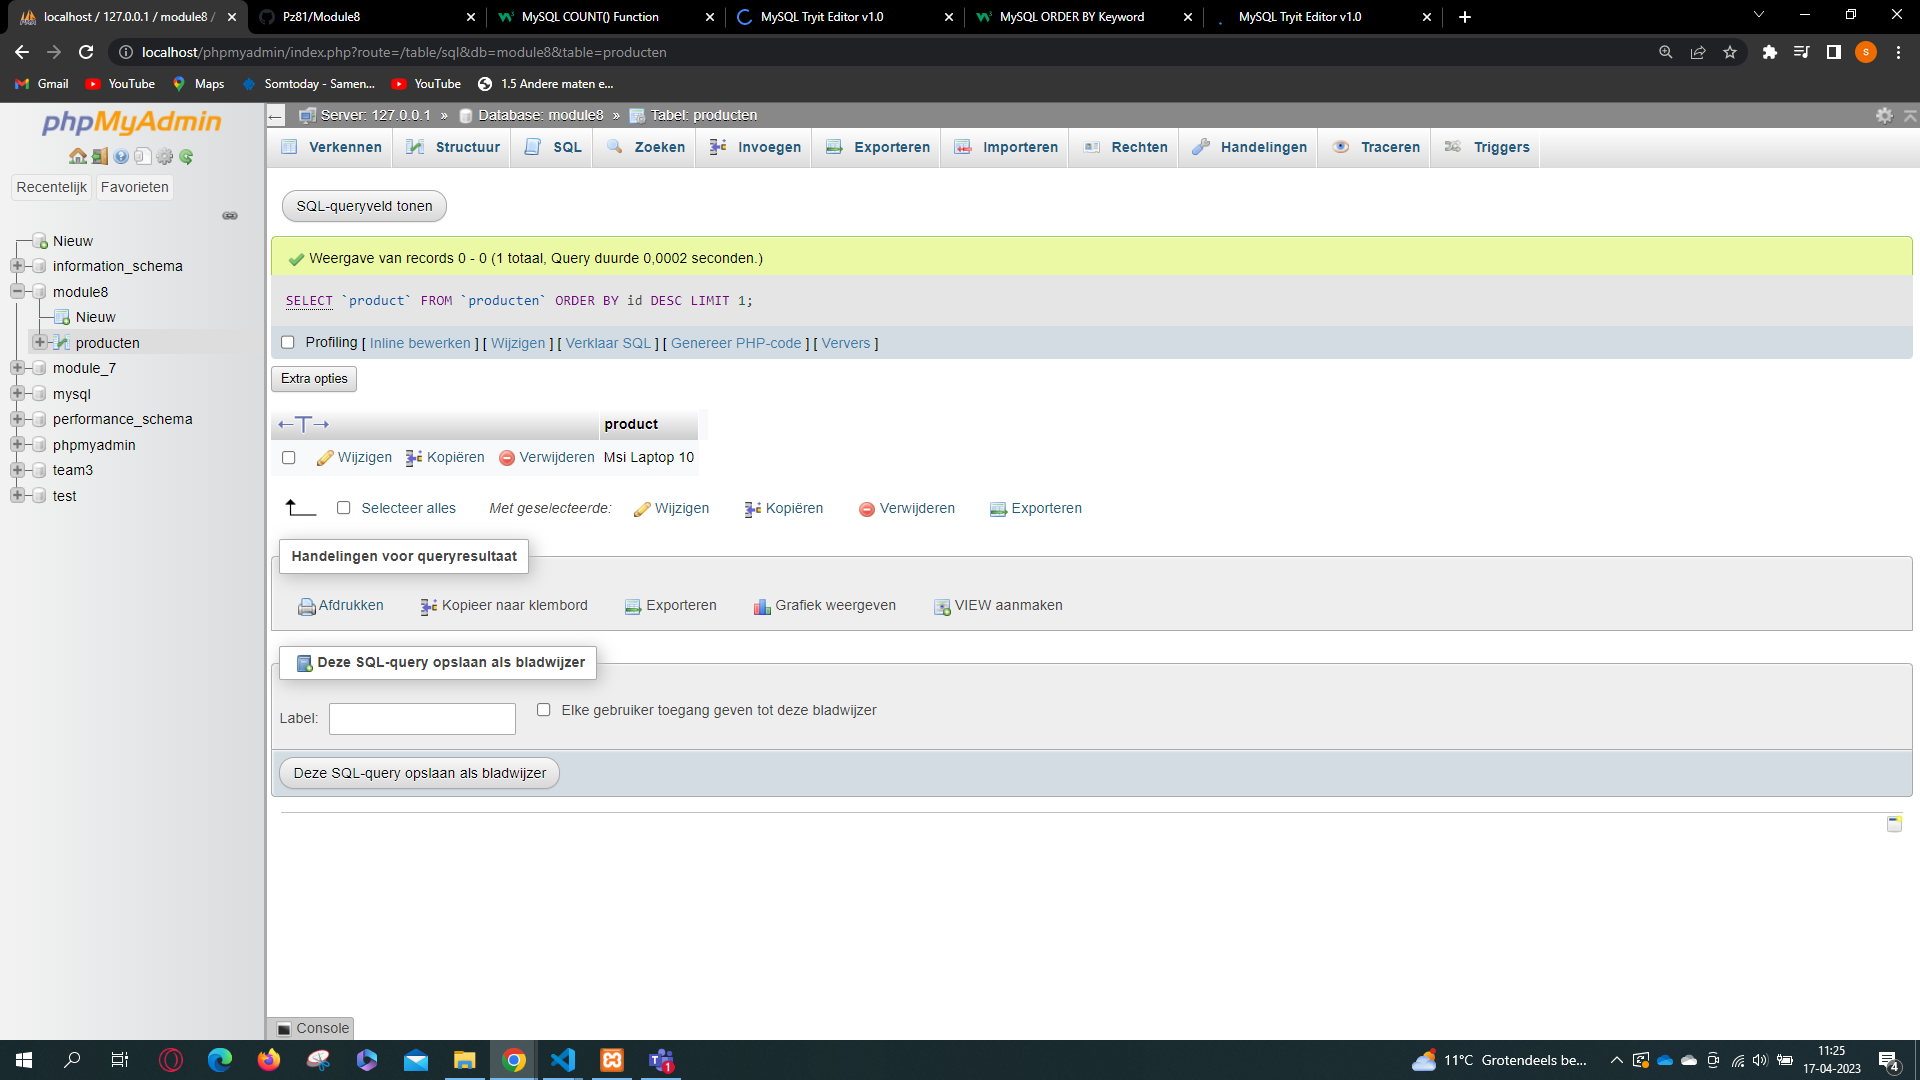 localhost / 127.0.0.1 / module8 /
Pz81/Module8
MySQL COUNT() Function
MySQL Tryit Editor v1.0
MySQL ORDER BY Keyword
MySQL Tryit Editor v1.0
localhost/phpmyadmin/index.php?route=/table/sql&db=module8&table=producten
S
Gmail
YouTube
Maps
Somtoday - Samen...
YouTube
1.5 Andere maten e...
phpMyAdmin
Recentelijk
Favorieten
Nieuw
information_schema
module8
Nieuw
producten
module_7
mysql
performance_schema
phpmyadmin
team3
test
Server: 127.0.0.1 » Database: module8 » Tabel: producten
Verkennen
Structuur
SQL
Zoeken
Invoegen
Exporteren
Importeren
Rechten
Handelingen
Traceren
Triggers
SQL-queryveld tonen
Weergave van records 0 - 0 (1 totaal, Query duurde 0,0002 seconden.)
SELECT `product` FROM `producten` ORDER BY id DESC LIMIT 1;
Profiling [ Inline bewerken ] [ Wijzigen ] [ Verklaar SQL ] [ Genereer PHP-code ] [ Ververs ]
Extra opties
←T→ product
Wijzigen Kopiëren Verwijderen Msi Laptop 10
Selecteer alles Met geselecteerde: Wijzigen Kopiëren Verwijderen Exporteren
Handelingen voor queryresultaat
Afdrukken Kopieer naar klembord Exporteren Grafiek weergeven VIEW aanmaken
Deze SQL-query opslaan als bladwijzer
Label: Elke gebruiker toegang geven tot deze bladwijzer
Deze SQL-query opslaan als bladwijzer
Console
1
11°C Grotendeels be...
11:25
17-04-2023
4